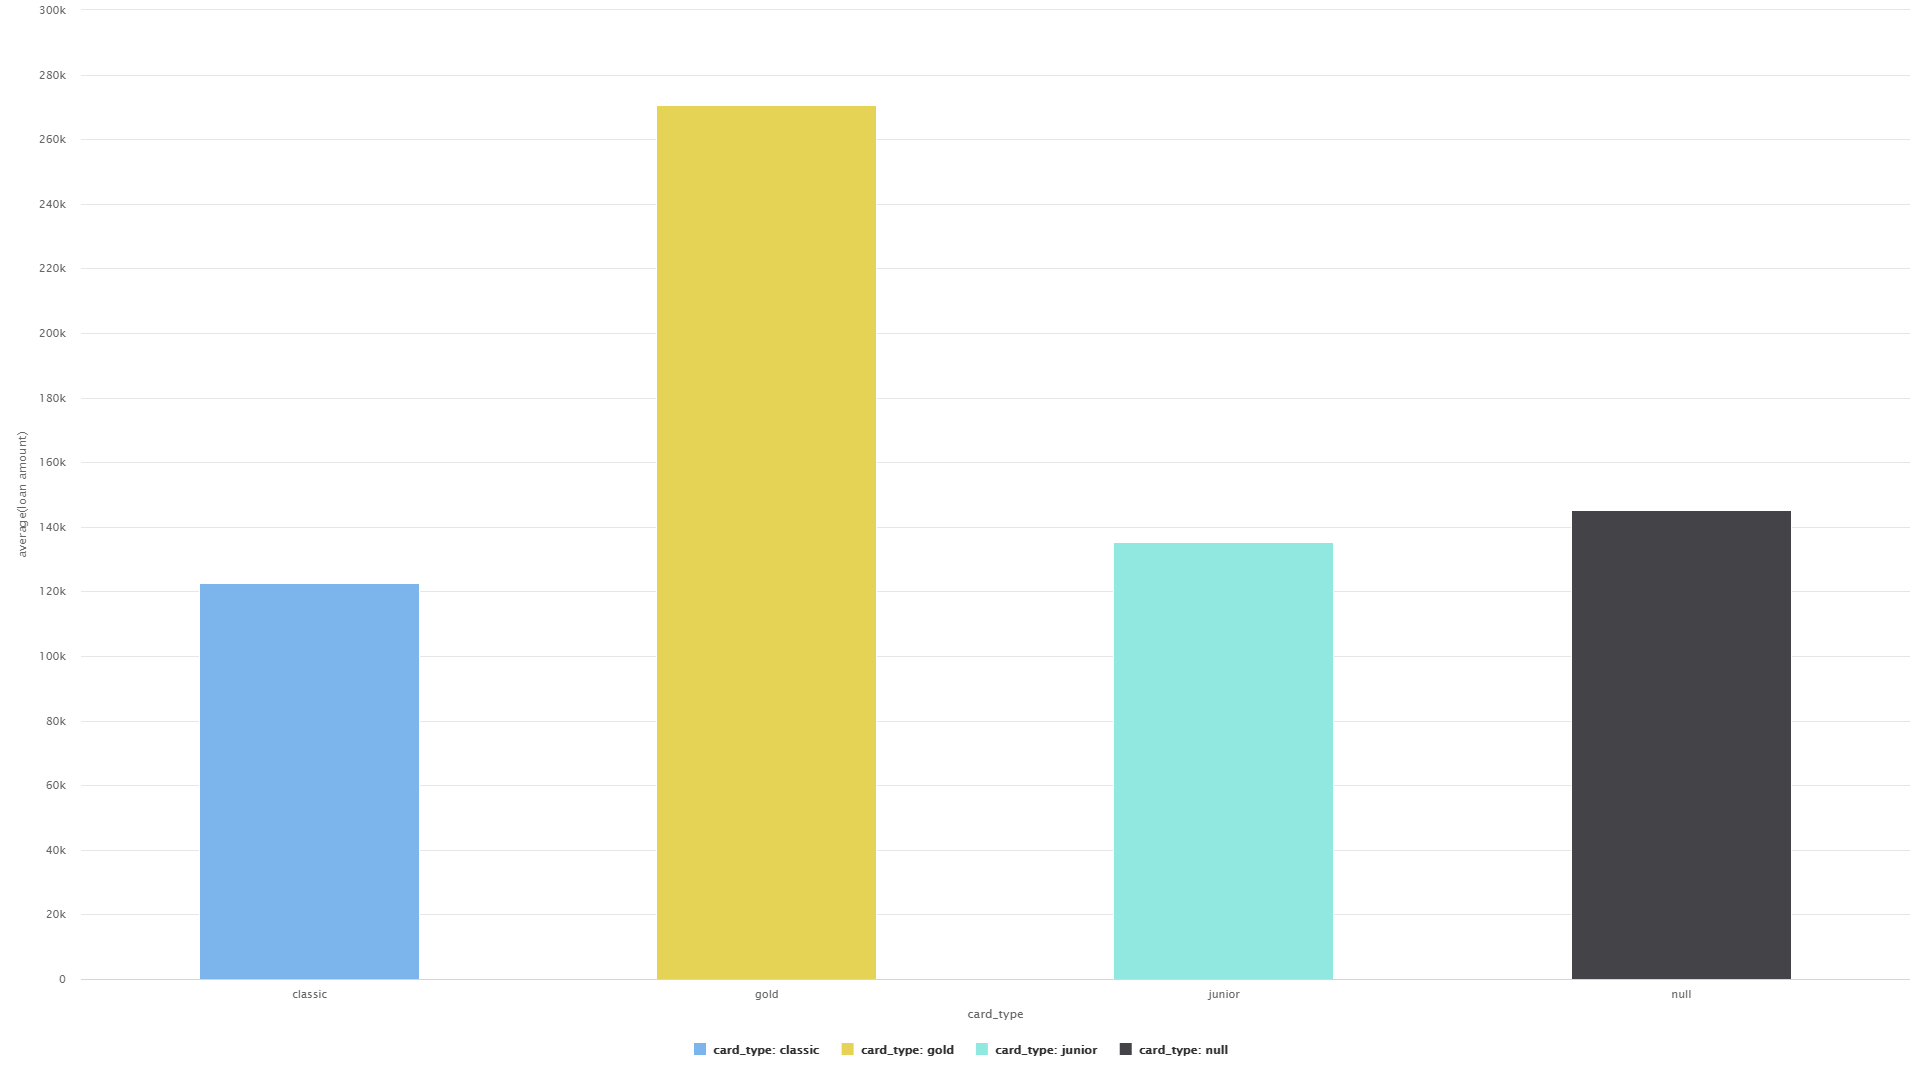 300k
280k
260k
240k
220k
200k
180k
160k
140k
120k
100k
80k
60k
40k
20k
0
average(loan amount)
classic gold junior null
card_type
card_type: classic card_type: gold card_type: junior card_type: null